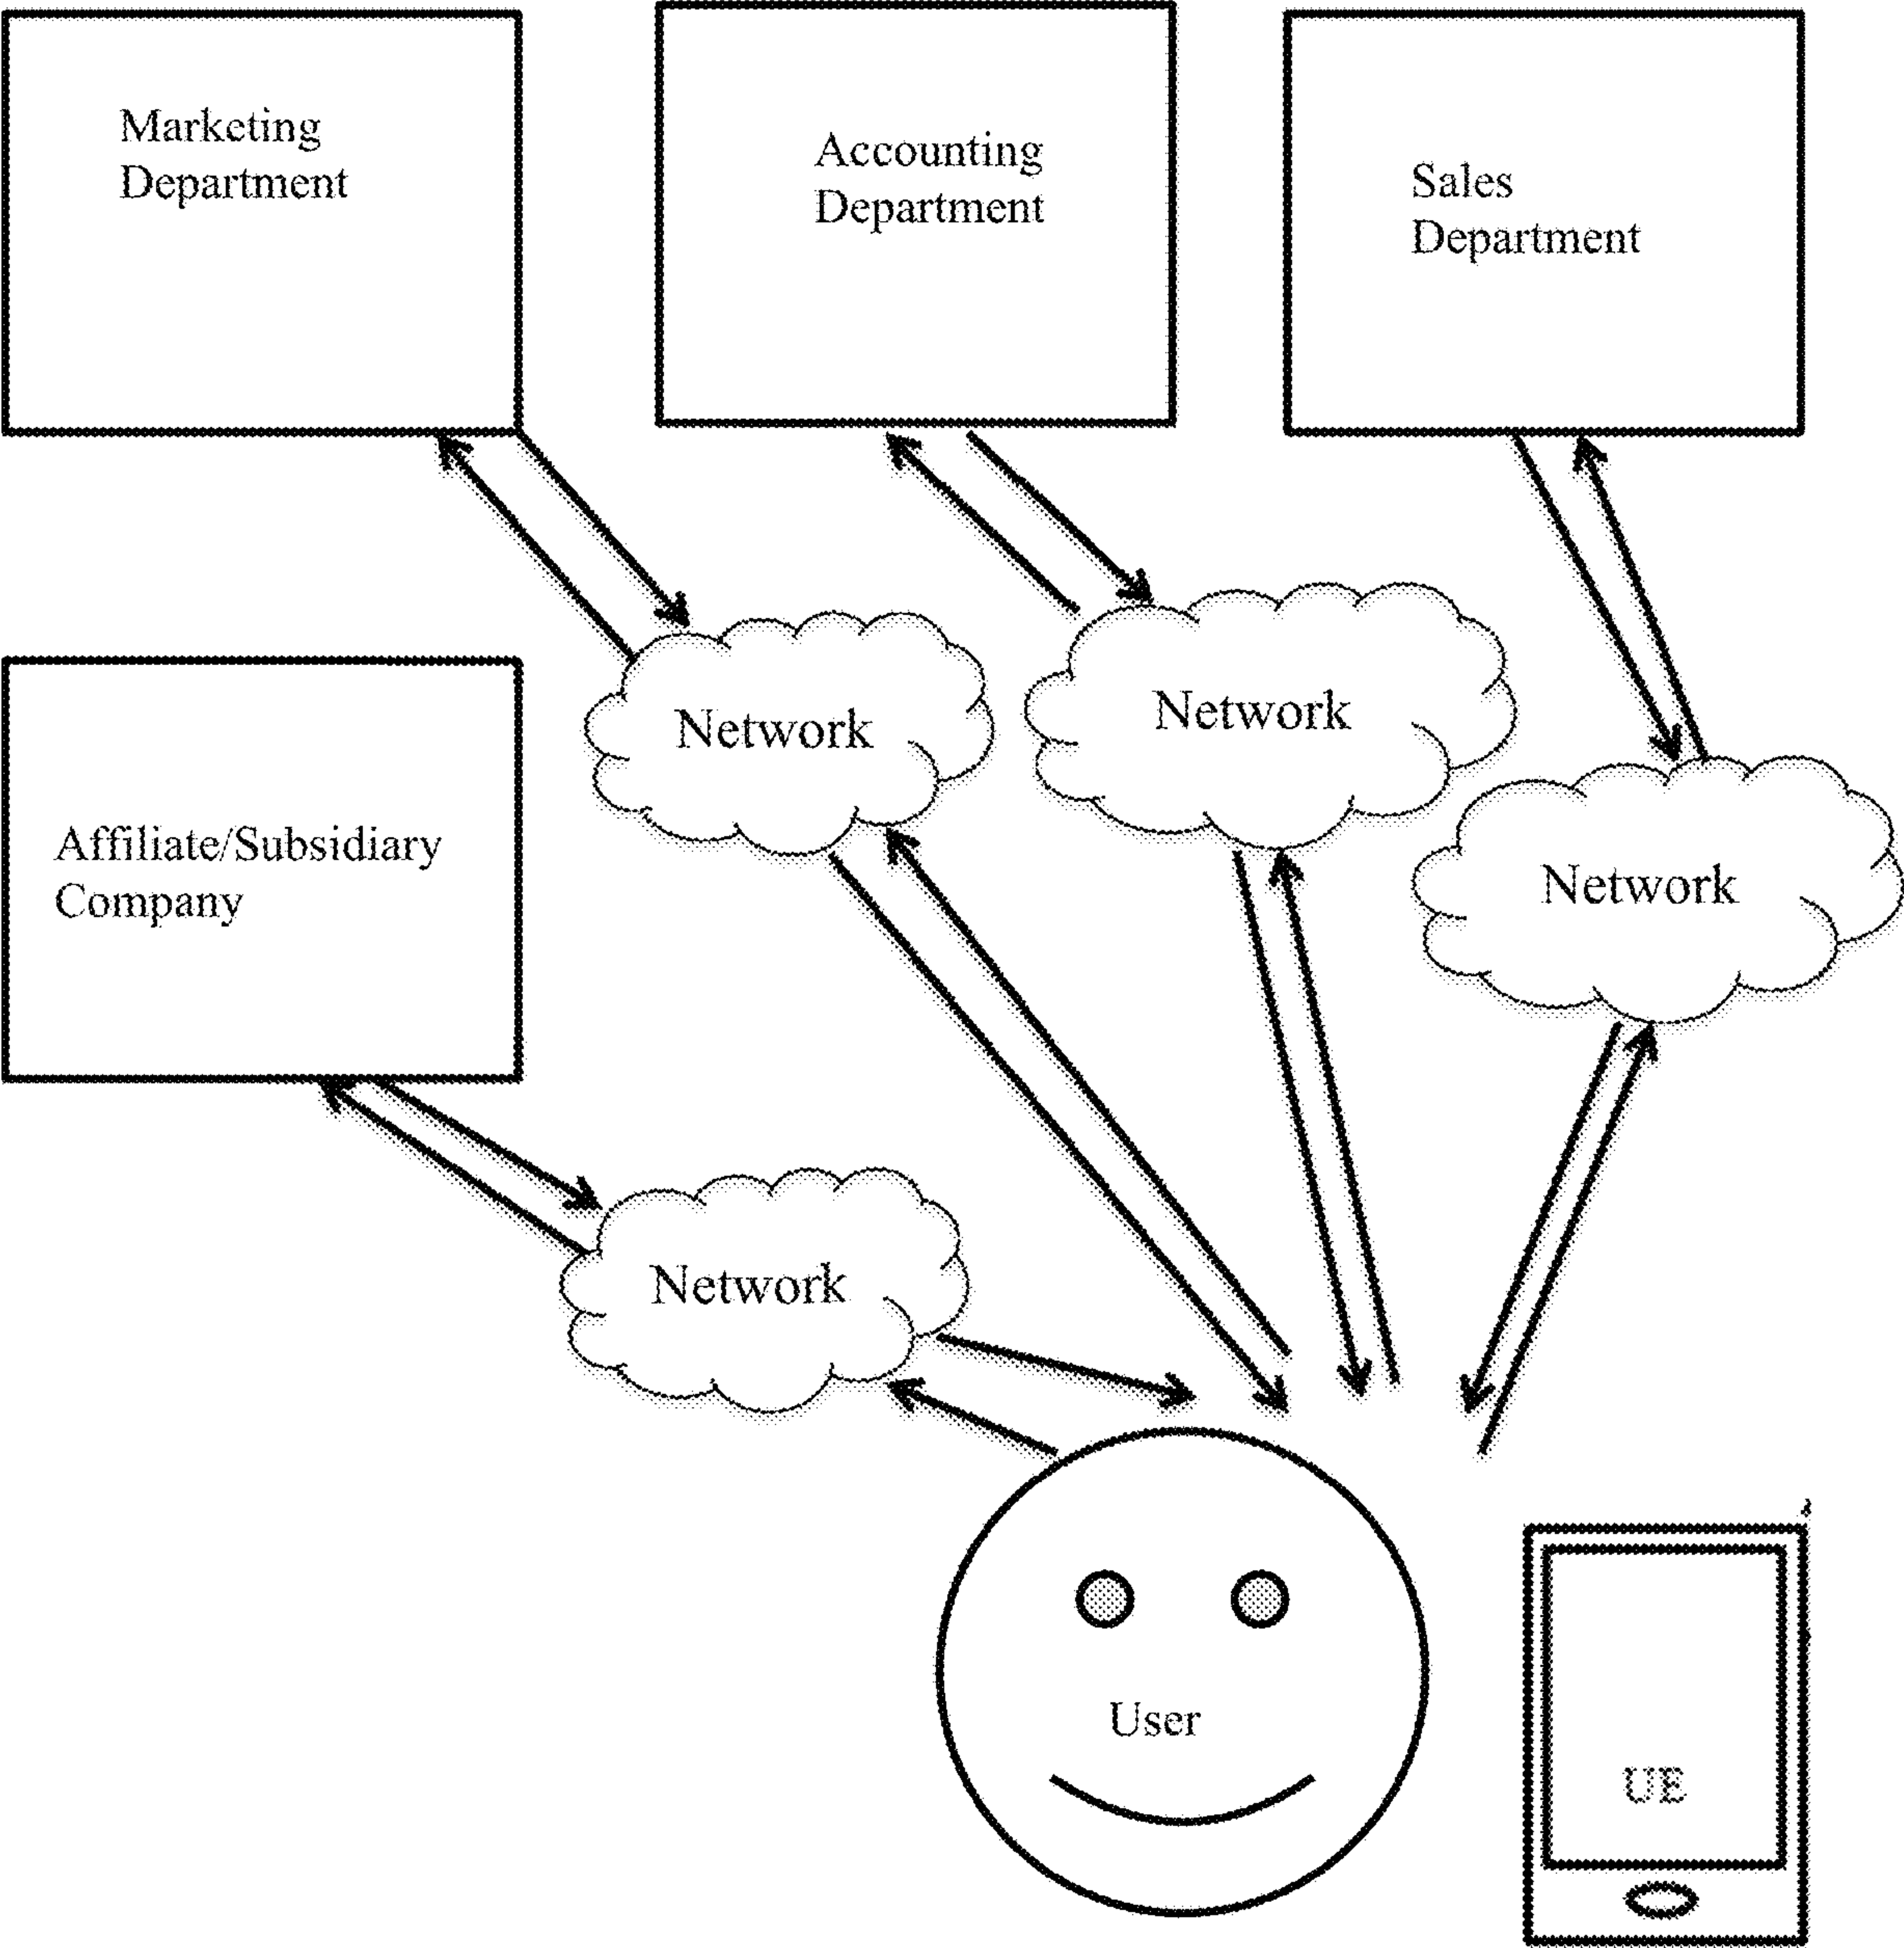 Marketing
Department
Accounting
Department
Sales
Department
Network
Network
Network
Affiliate/Subsidiary
Company
Network
User
UE